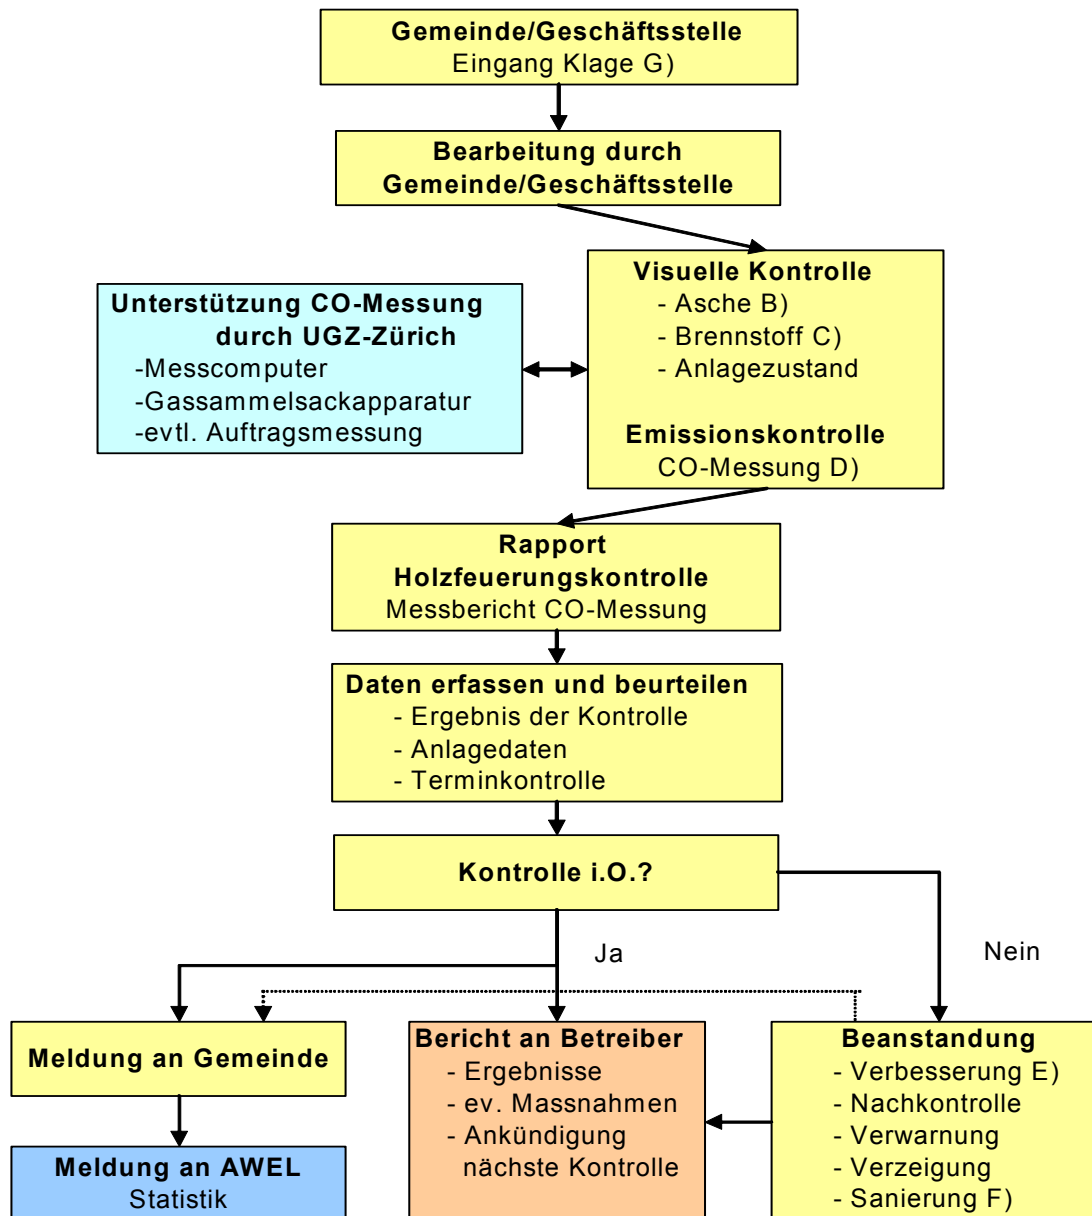 Gemeinde/Geschäftsstelle
Eingang Klage G)
Bearbeitung durch
Gemeinde/Geschäftsstelle
Visuelle Kontrolle
- Asche B)
- Brennstoff C)
- Anlagezustand
Emissionskontrolle
CO-Messung D)
Unterstützung CO-Messung
durch UGZ-Zürich
-Messcomputer
-Gassammelsackapparatur
-evtl. Auftragsmessung
Rapport
Holzfeuerungskontrolle
Messbericht CO-Messung
Daten erfassen und beurteilen
- Ergebnis der Kontrolle
- Anlagedaten
- Terminkontrolle
Kontrolle i.O.?
Ja
Nein
Meldung an Gemeinde
Meldung an AWEL
Statistik
Bericht an Betreiber
- Ergebnisse
- ev. Massnahmen
- Ankündigung
nächste Kontrolle
Beanstandung
- Verbesserung E)
- Nachkontrolle
- Verwarnung
- Verzeigung
- Sanierung F)